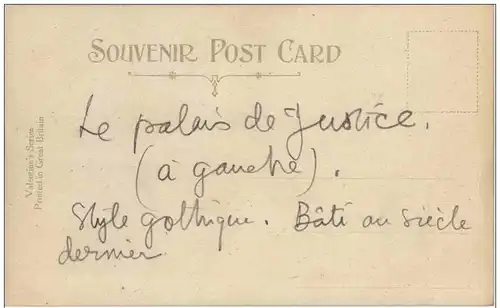 SOUVENIR POST CARD
Valentine's Series
Printed in Great Britain
Le palais de Justice.
(à gauche).
Style gothique. Bâti au siècle
dernier